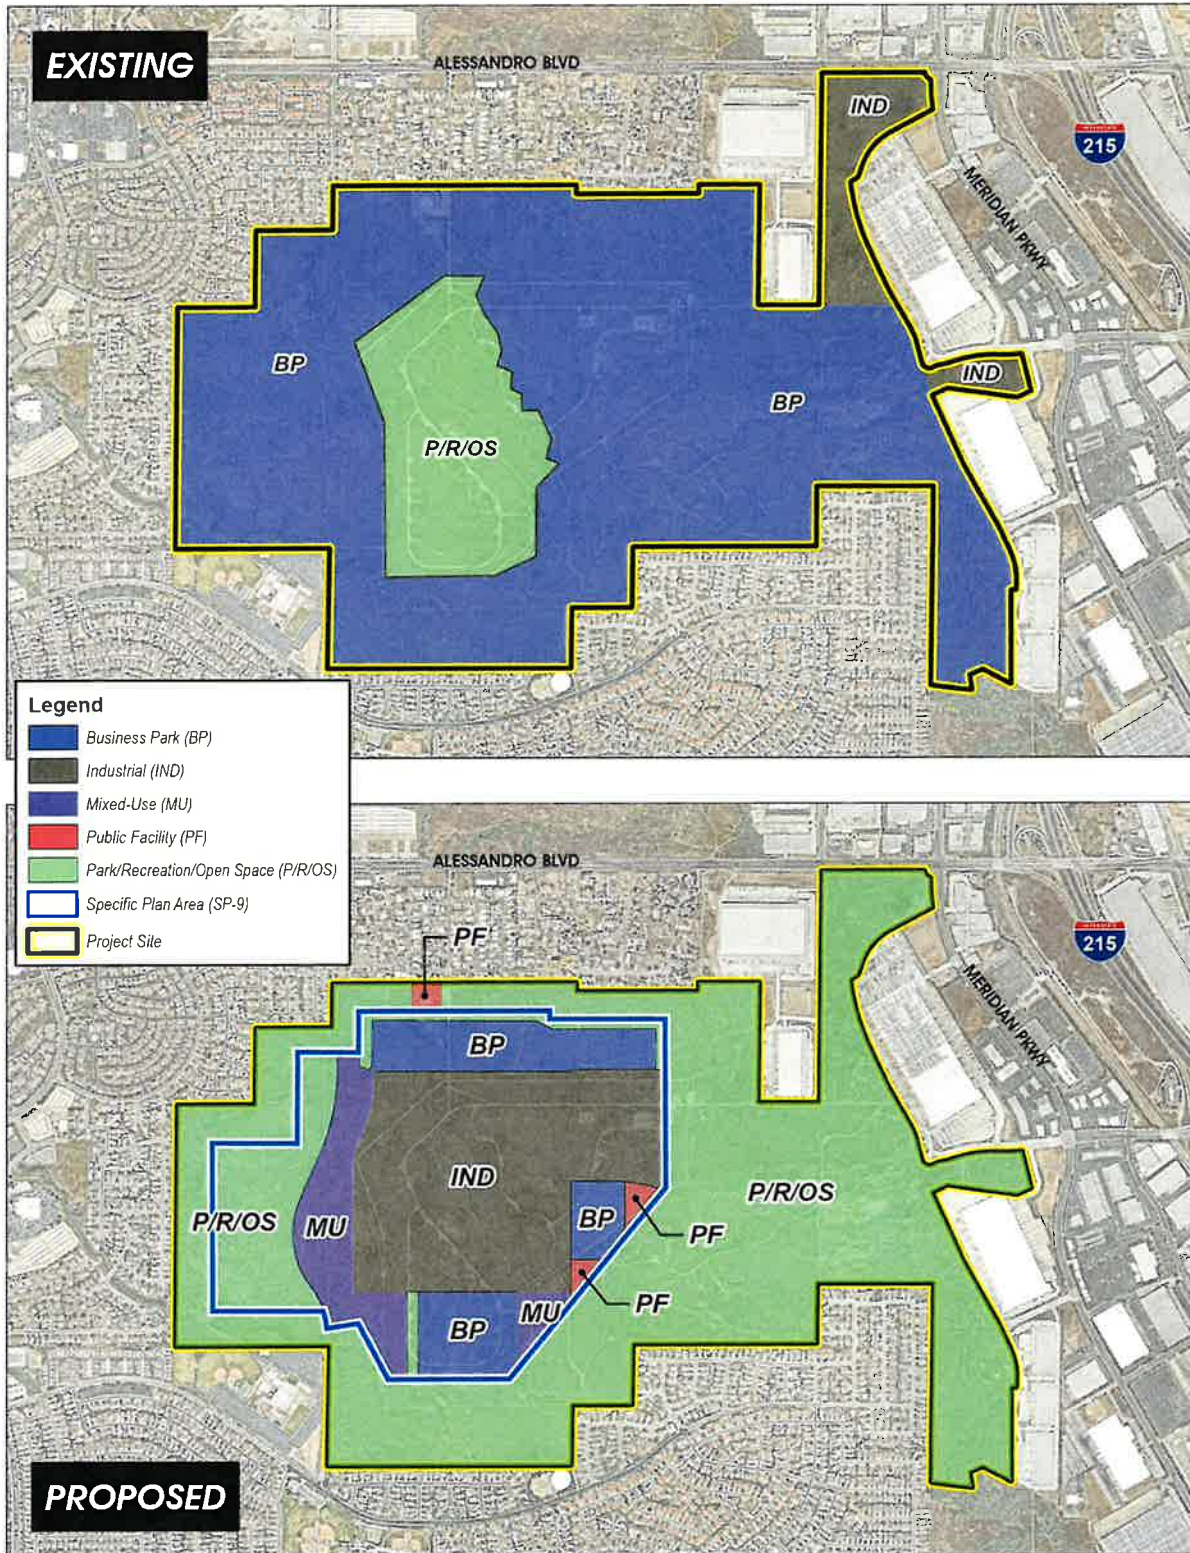 EXISTING
ALESSANDRO BLVD
IND
215
MERIDIAN PKWY
BP
IND
BP
P/R/OS
Legend
Business Park (BP)
Industrial (IND)
Mixed-Use (MU)
Public Facility (PF)
Park/Recreation/Open Space (P/R/OS)
Specific Plan Area (SP-9)
Project Site
ALESSANDRO BLVD
PF
215
MERIDIAN PKWY
BP
IND
P/R/OS
P/R/OS
MU
BP
PF
PF
MU
BP
PROPOSED